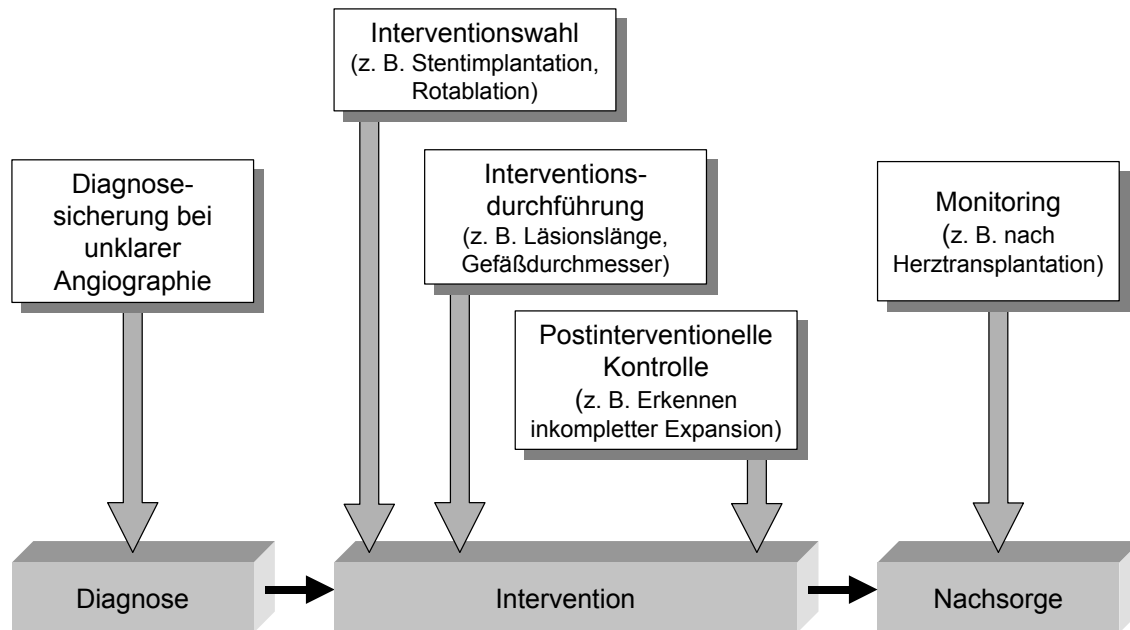 Interventionswahl
(z. B. Stentimplantation,
Rotablation)
Diagnose-
sicherung bei
unklarer
Angiographie
Interventions-
durchführung
(z. B. Läsionslänge,
Gefäßdurchmesser)
Monitoring
(z. B. nach
Herztransplantation)
Postinterventionelle
Kontrolle
(z. B. Erkennen
inkompletter Expansion)
Diagnose
Intervention
Nachsorge